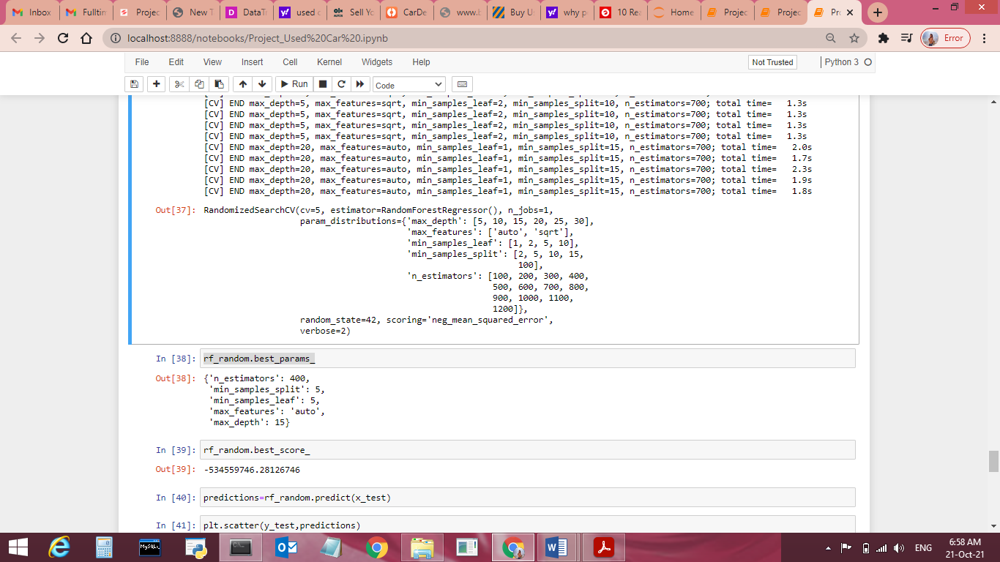 Inbox
Fulltin
Projec
New T
DataTr
used c
Sell Yo
CarDe
www.b
Buy Us
why p
10 Rea
Home
Projec
Projec
Pro
localhost:8888/notebooks/Project_Used%20Car%20.ipynb
Error
File Edit View Insert Cell Kernel Widgets Help
Not Trusted
Python 3
Run
Code
[CV] END max_depth=5, max_features=sqrt, min_samples_leaf=2, min_samples_split=10, n_estimators=700; total time=   1.3s
[CV] END max_depth=5, max_features=sqrt, min_samples_leaf=2, min_samples_split=10, n_estimators=700; total time=   1.3s
[CV] END max_depth=5, max_features=sqrt, min_samples_leaf=2, min_samples_split=10, n_estimators=700; total time=   1.3s
[CV] END max_depth=5, max_features=sqrt, min_samples_leaf=2, min_samples_split=10, n_estimators=700; total time=   1.3s
[CV] END max_depth=20, max_features=auto, min_samples_leaf=1, min_samples_split=15, n_estimators=700; total time=   2.0s
[CV] END max_depth=20, max_features=auto, min_samples_leaf=1, min_samples_split=15, n_estimators=700; total time=   1.7s
[CV] END max_depth=20, max_features=auto, min_samples_leaf=1, min_samples_split=15, n_estimators=700; total time=   2.3s
[CV] END max_depth=20, max_features=auto, min_samples_leaf=1, min_samples_split=15, n_estimators=700; total time=   1.9s
[CV] END max_depth=20, max_features=auto, min_samples_leaf=1, min_samples_split=15, n_estimators=700; total time=   1.8s
Out[37]: RandomizedSearchCV(cv=5, estimator=RandomForestRegressor(), n_jobs=1,
param_distributions={'max_depth': [5, 10, 15, 20, 25, 30],
'max_features': ['auto', 'sqrt'],
'min_samples_leaf': [1, 2, 5, 10],
'min_samples_split': [2, 5, 10, 15,
100],
'n_estimators': [100, 200, 300, 400,
500, 600, 700, 800,
900, 1000, 1100,
1200]},
random_state=42, scoring='neg_mean_squared_error',
verbose=2)
In [38]: rf_random.best_params_
Out[38]: {'n_estimators': 400,
'min_samples_split': 5,
'min_samples_leaf': 5,
'max_features': 'auto',
'max_depth': 15}
In [39]: rf_random.best_score_
Out[39]: -534559746.28126746
In [40]: predictions=rf_random.predict(x_test)
In [41]: plt.scatter(y_test,predictions)
ENG
6:58 AM
21-Oct-21